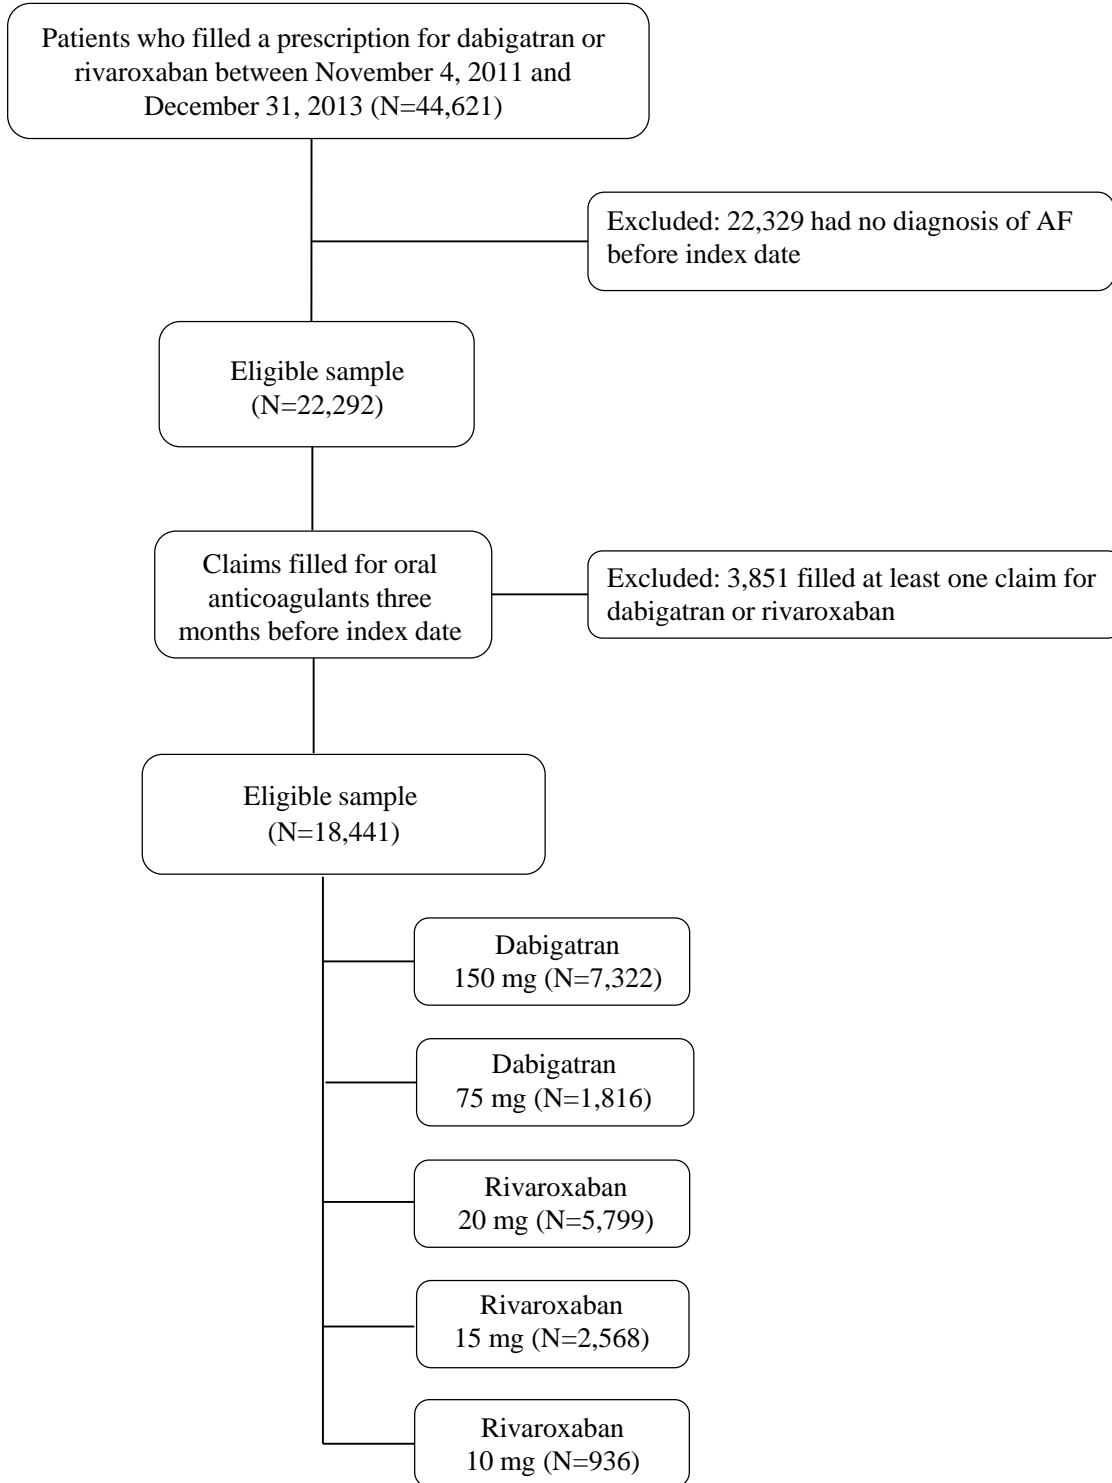 Patients who filled a prescription for dabigatran or
rivaroxaban between November 4, 2011 and
December 31, 2013 (N=44,621)
Excluded: 22,329 had no diagnosis of AF
before index date
Eligible sample
(N=22,292)
Claims filled for oral
anticoagulants three
months before index date
Excluded: 3,851 filled at least one claim for
dabigatran or rivaroxaban
Eligible sample
(N=18,441)
Dabigatran
150 mg (N=7,322)
Dabigatran
75 mg (N=1,816)
Rivaroxaban
20 mg (N=5,799)
Rivaroxaban
15 mg (N=2,568)
Rivaroxaban
10 mg (N=936)